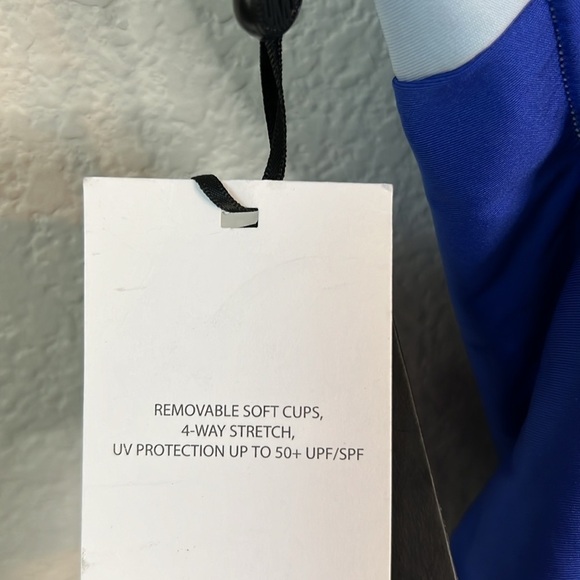 REMOVABLE SOFT CUPS,
4-WAY STRETCH,
UV PROTECTION UP TO 50+ UPF/SPF